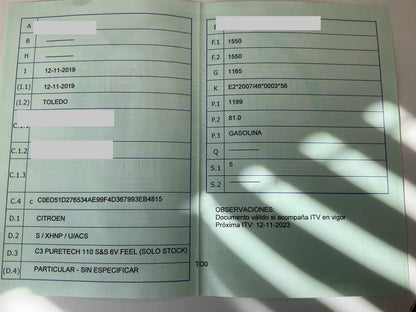 A
B ------------
H ------------
I 12-11-2019
(I.1) 12-11-2019
(I.2) TOLEDO
C.1.1
C.1.2
C.1.3
C.4 c C0ED51D276534AE99F4D367993EB4815
D.1 CITROEN
D.2 S / XHNP / U/ACS
D.3 C3 PURETECH 110 S&S 6V FEEL (SOLO STOCK)
(D.4) PARTICULAR - SIN ESPECIFICAR
TO0
F.1 1550
F.2 1550
G 1165
K E2*2007/46*0003*56
P.1 1199
P.2 81.0
P.3 GASOLINA
Q ------------
S.1 5
S.2 ------------
OBSERVACIONES:
Documento válido si acompaña ITV en vigor
Próxima ITV: 12-11-2023